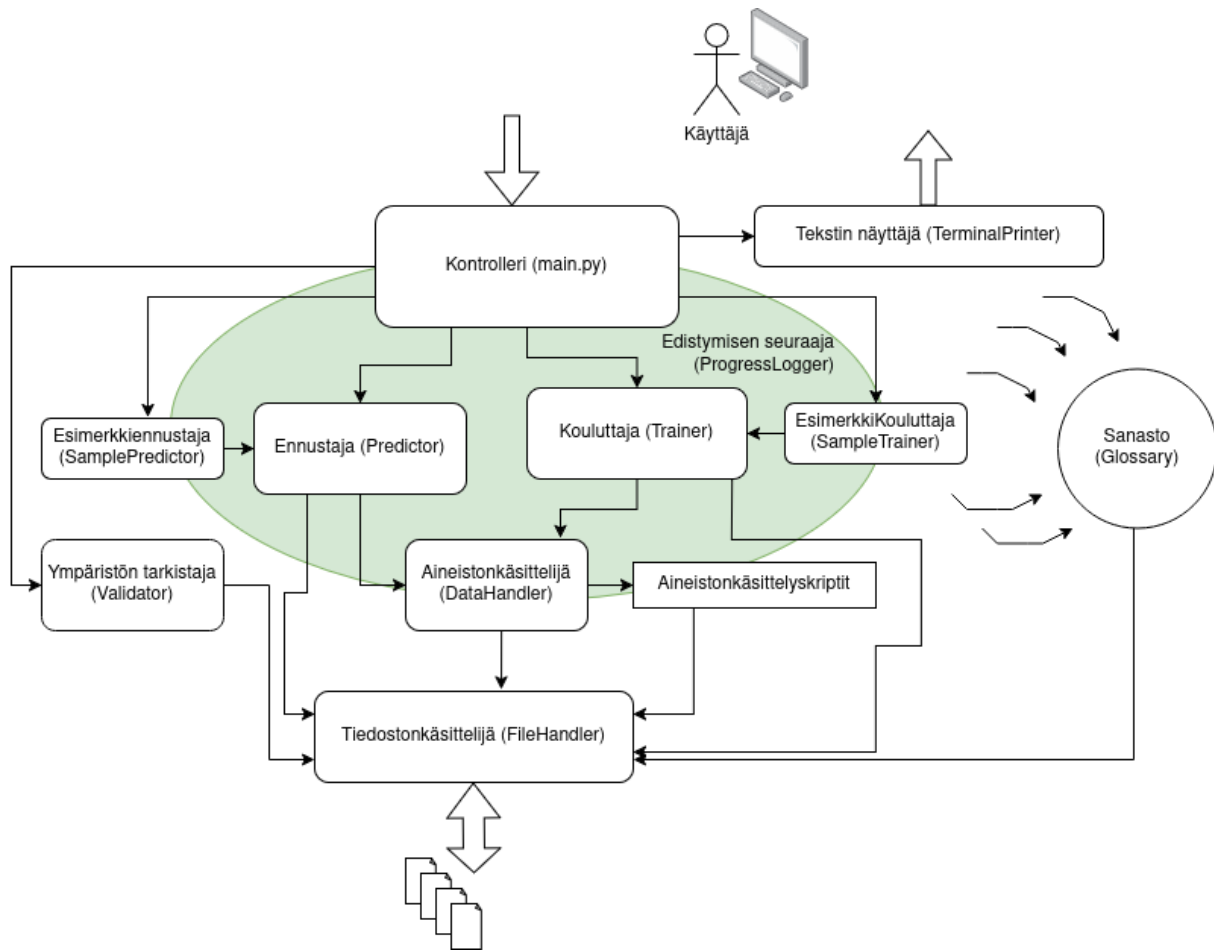 Käyttäjä
Kontrolleri (main.py)
Tekstin näyttäjä (TerminalPrinter)
Edistymisen seuraaja
(ProgressLogger)
Esimerkkiennustaja
(SamplePredictor)
Ennustaja (Predictor)
Kouluttaja (Trainer)
EsimerkkiKouluttaja
(SampleTrainer)
Sanasto
(Glossary)
Ympäristön tarkistaja
(Validator)
Aineistonkäsittelijä
(DataHandler)
Aineistonkäsittelyskriptit
Tiedostonkäsittelijä (FileHandler)